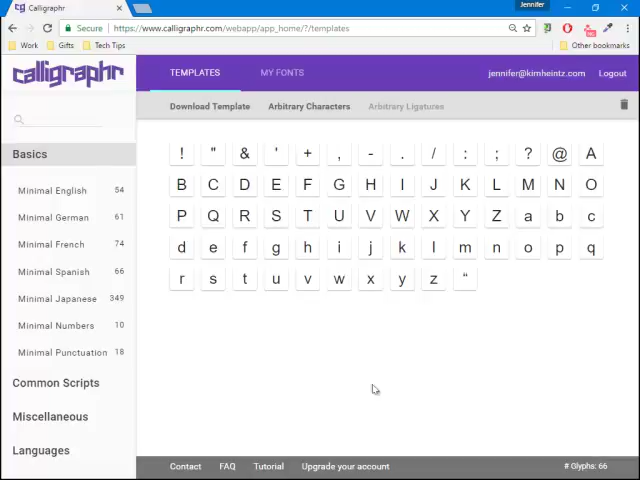 Calligraphr
Jennifer
Secure
https://www.calligraphr.com/webapp/app_home/?/templates
Work
Gifts
Tech Tips
Other bookmarks
calligraphr
TEMPLATES
MY FONTS
jennifer@kimheintz.com
Logout
Download Template
Arbitrary Characters
Arbitrary Ligatures
Basics
Minimal English 54
Minimal German 61
Minimal French 74
Minimal Spanish 66
Minimal Japanese 349
Minimal Numbers 10
Minimal Punctuation 18
Common Scripts
Miscellaneous
Languages
! " & ' + , - . / : ; ? @ A
B C D E F G H I J K L M N O
P Q R S T U V W X Y Z a b c
d e f g h i j k l m n o p q
r s t u v w x y z “
Contact
FAQ
Tutorial
Upgrade your account
# Glyphs: 66